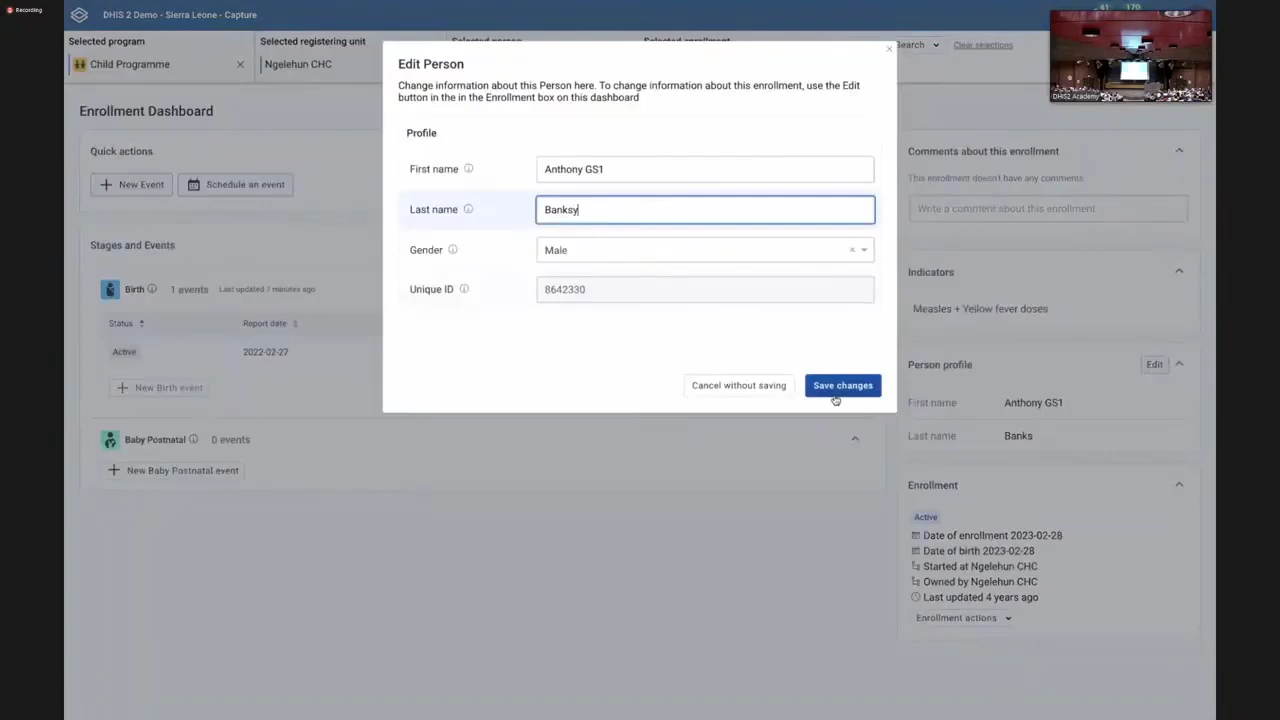 Recording
DHIS 2 Demo - Sierra Leone - Capture
41 170
Selected program
Selected registering unit
Selected person
Selected enrollment
Child Programme
Ngelehun CHC
Search
Clear selections
DHIS2 Academy
Edit Person
Change information about this Person here. To change information about this enrollment, use the Edit
button in the in the Enrollment box on this dashboard
Profile
First name
Anthony GS1
Last name
Banksy
Gender
Male
Unique ID
8642330
Cancel without saving
Save changes
Enrollment Dashboard
Quick actions
New Event
Schedule an event
Stages and Events
Birth
1 events
Last updated 7 minutes ago
Status
Report date
Active
2022-02-27
New Birth event
Baby Postnatal
0 events
New Baby Postnatal event
Comments about this enrollment
This enrollment doesn't have any comments
Write a comment about this enrollment
Indicators
Measles + Yellow fever doses
Person profile
Edit
First name
Anthony GS1
Last name
Banks
Enrollment
Active
Date of enrollment 2023-02-28
Date of birth 2023-02-28
Started at Ngelehun CHC
Owned by Ngelehun CHC
Last updated 4 years ago
Enrollment actions